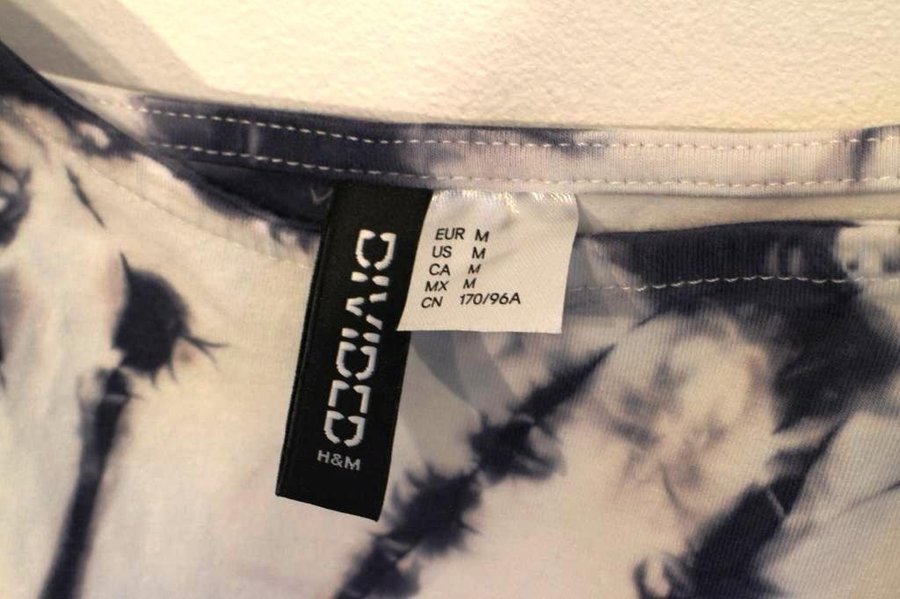 DIVIDED
H&M
EUR M
US M
CA M
MX M
CN 170/96A